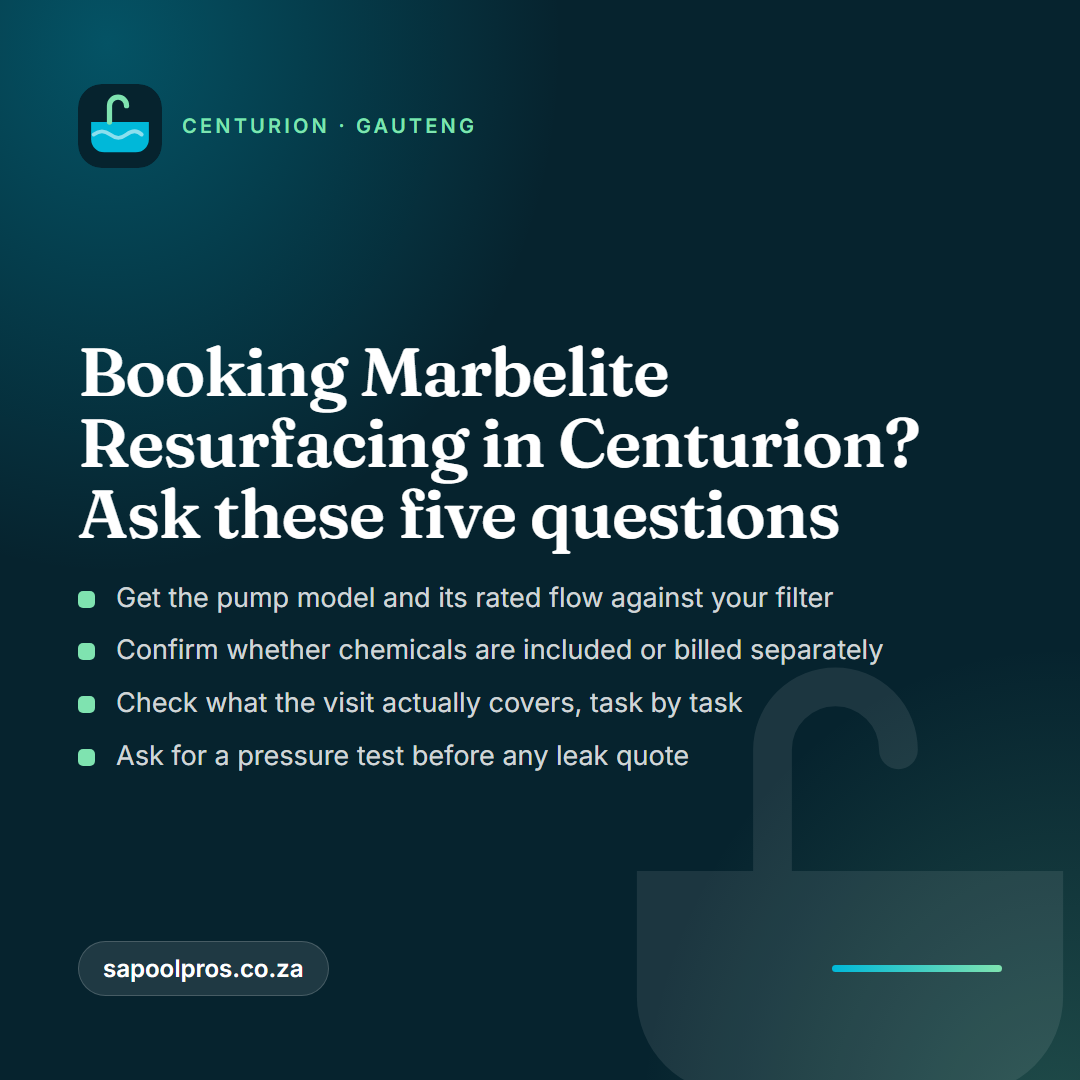 CENTURION · GAUTENG
Booking Marbelite
Resurfacing in Centurion?
Ask these five questions
Get the pump model and its rated flow against your filter
Confirm whether chemicals are included or billed separately
Check what the visit actually covers, task by task
Ask for a pressure test before any leak quote
sapoolpros.co.za